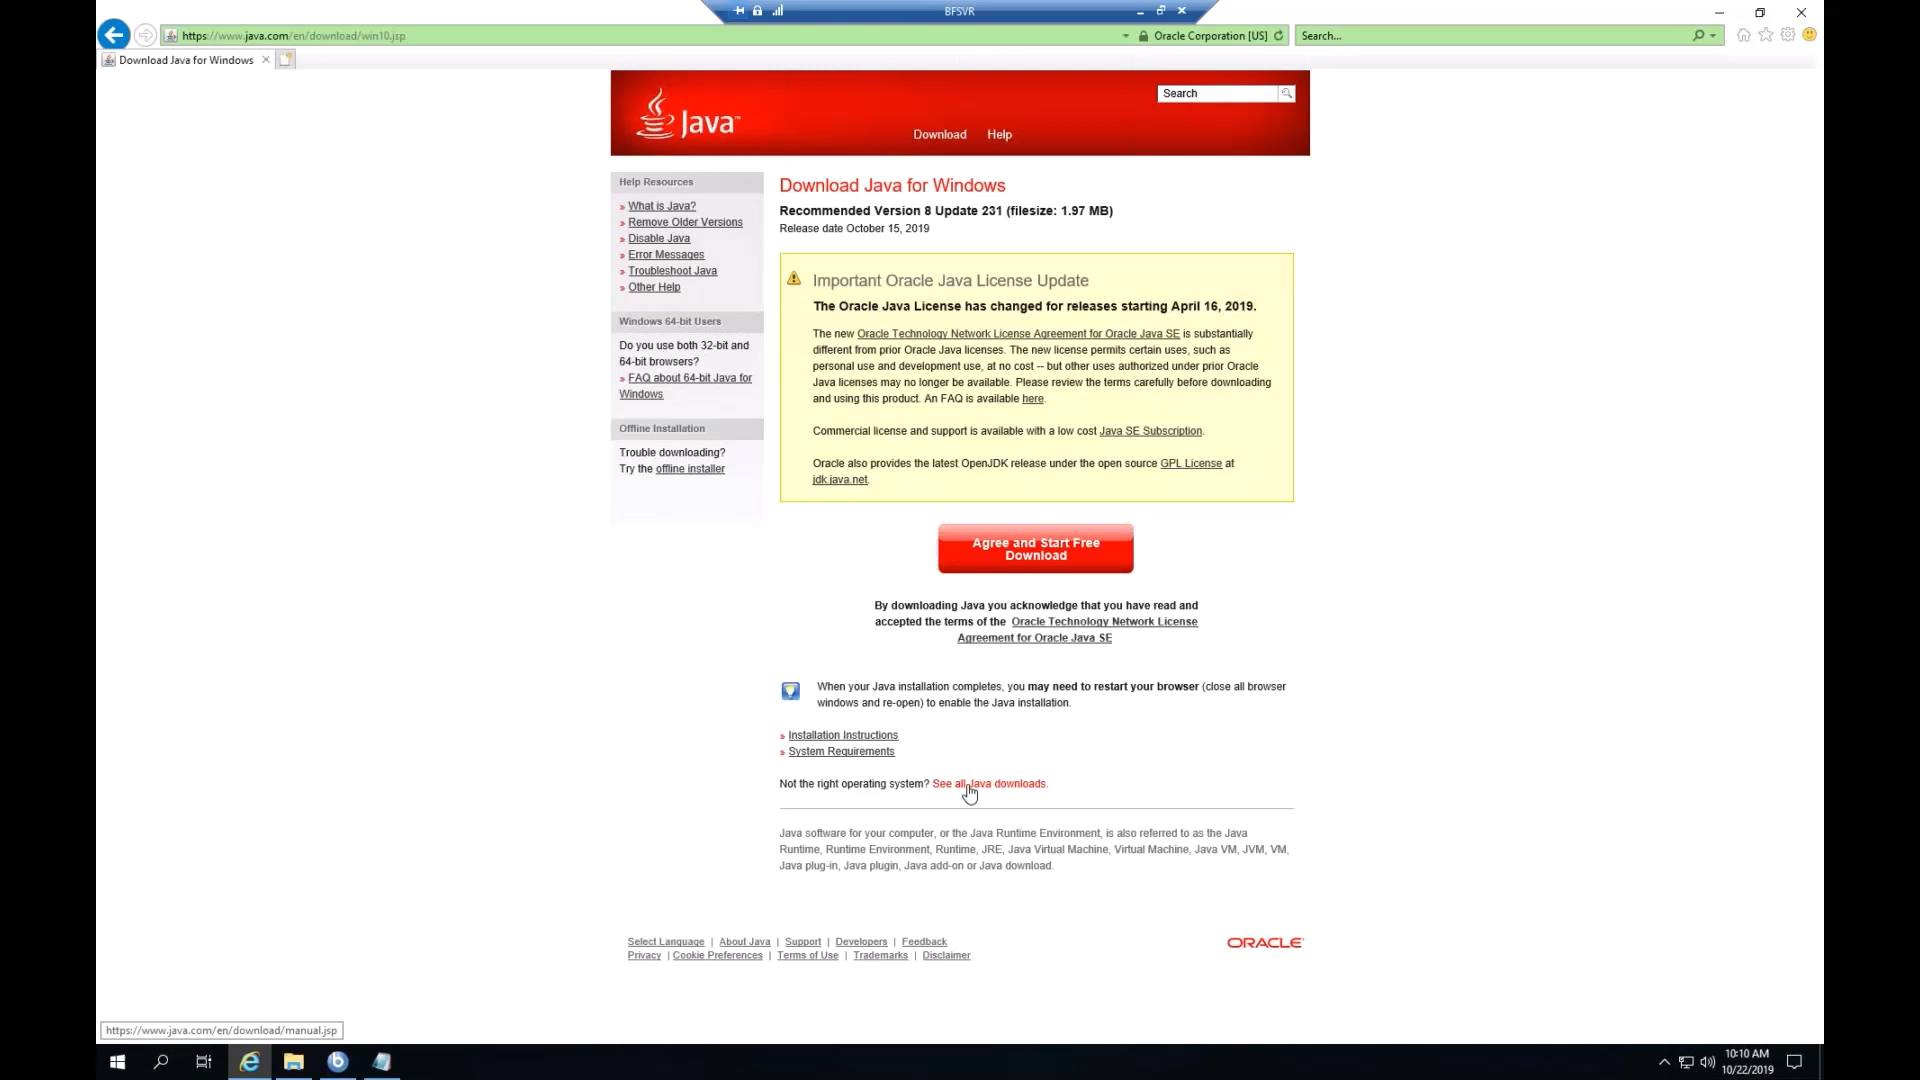 BFSVR
https://www.java.com/en/download/win10.jsp
Oracle Corporation [US]
Search...
Download Java for Windows
Java™
Search
Download Help
Help Resources
» What is Java?
» Remove Older Versions
» Disable Java
» Error Messages
» Troubleshoot Java
» Other Help
Windows 64-bit Users
Do you use both 32-bit and
64-bit browsers?
» FAQ about 64-bit Java for
Windows
Offline Installation
Trouble downloading?
Try the offline installer
Download Java for Windows
Recommended Version 8 Update 231 (filesize: 1.97 MB)
Release date October 15, 2019
Important Oracle Java License Update
The Oracle Java License has changed for releases starting April 16, 2019.
The new Oracle Technology Network License Agreement for Oracle Java SE is substantially
different from prior Oracle Java licenses. The new license permits certain uses, such as
personal use and development use, at no cost -- but other uses authorized under prior Oracle
Java licenses may no longer be available. Please review the terms carefully before downloading
and using this product. An FAQ is available here.
Commercial license and support is available with a low cost Java SE Subscription.
Oracle also provides the latest OpenJDK release under the open source GPL License at
jdk.java.net.
Agree and Start Free
Download
By downloading Java you acknowledge that you have read and
accepted the terms of the Oracle Technology Network License
Agreement for Oracle Java SE
When your Java installation completes, you may need to restart your browser (close all browser
windows and re-open) to enable the Java installation.
» Installation Instructions
» System Requirements
Not the right operating system? See all Java downloads.
Java software for your computer, or the Java Runtime Environment, is also referred to as the Java
Runtime, Runtime Environment, Runtime, JRE, Java Virtual Machine, Virtual Machine, Java VM, JVM, VM,
Java plug-in, Java plugin, Java add-on or Java download.
Select Language | About Java | Support | Developers | Feedback
Privacy | Cookie Preferences | Terms of Use | Trademarks | Disclaimer
ORACLE
https://www.java.com/en/download/manual.jsp
10:10 AM
10/22/2019